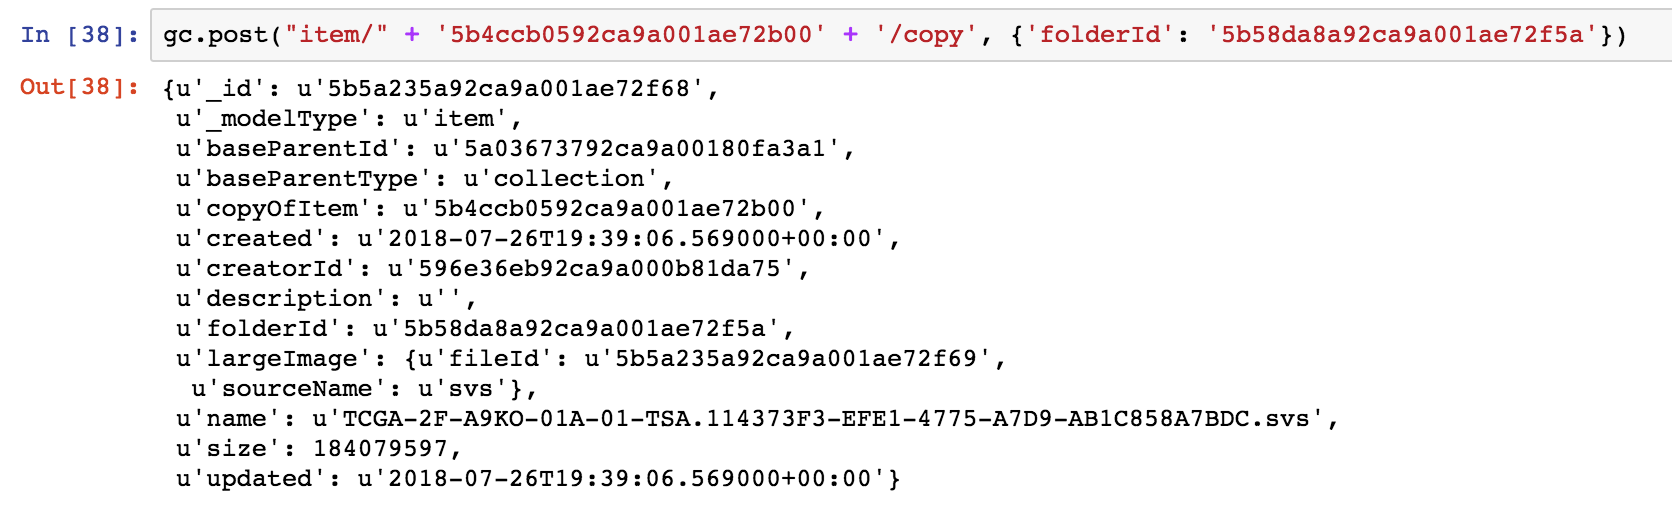 In [38]: gc.post("item/" + '5b4ccb0592ca9a001ae72b00' + '/copy', {'folderId': '5b58da8a92ca9a001ae72f5a'})
Out[38]: {u'_id': u'5b5a235a92ca9a001ae72f68',
u'_modelType': u'item',
u'baseParentId': u'5a03673792ca9a00180fa3a1',
u'baseParentType': u'collection',
u'copyOfItem': u'5b4ccb0592ca9a001ae72b00',
u'created': u'2018-07-26T19:39:06.569000+00:00',
u'creatorId': u'596e36eb92ca9a000b81da75',
u'description': u'',
u'folderId': u'5b58da8a92ca9a001ae72f5a',
u'largeImage': {u'fileId': u'5b5a235a92ca9a001ae72f69',
u'sourceName': u'svs'},
u'name': u'TCGA-2F-A9KO-01A-01-TSA.114373F3-EFE1-4775-A7D9-AB1C858A7BDC.svs',
u'size': 184079597,
u'updated': u'2018-07-26T19:39:06.569000+00:00'}